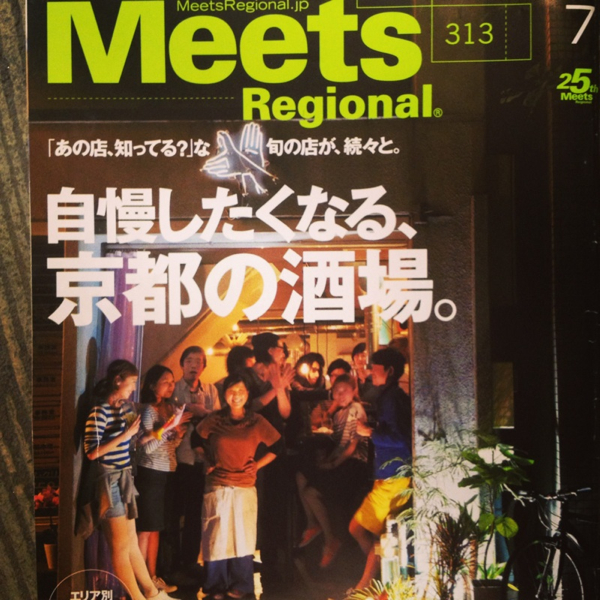 MeetsRegional.jp
Meets
Regional®
313
7
25th
Meets
Regional
「あの店、知ってる？」な 旬の店が、続々と。
自慢したくなる、
京都の酒場。
エリア別